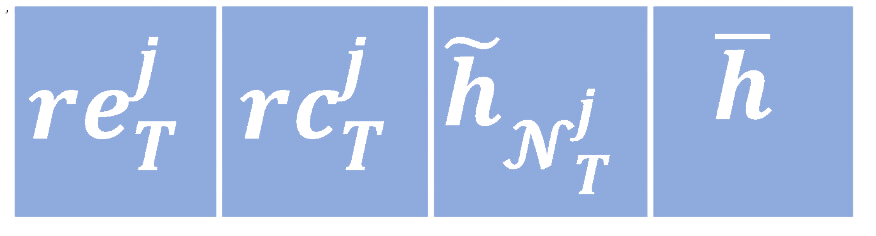 , re_T^j rc_T^j h̃_{𝒩_T^j} h̅